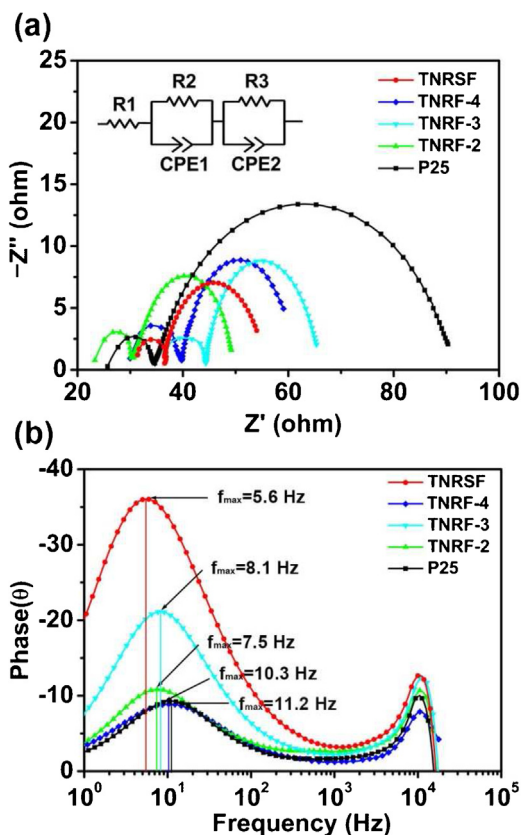 (a)
25
20
15
10
5
0
−Z'' (ohm)
R1
R2
R3
CPE1
CPE2
TNRSF
TNRF-4
TNRF-3
TNRF-2
P25
20
40
60
80
100
Z' (ohm)
(b)
-40
-30
-20
-10
0
Phase(θ)
fmax=5.6 Hz
fmax=8.1 Hz
fmax=7.5 Hz
fmax=10.3 Hz
fmax=11.2 Hz
TNRSF
TNRF-4
TNRF-3
TNRF-2
P25
10^0
10^1
10^2
10^3
10^4
10^5
Frequency (Hz)